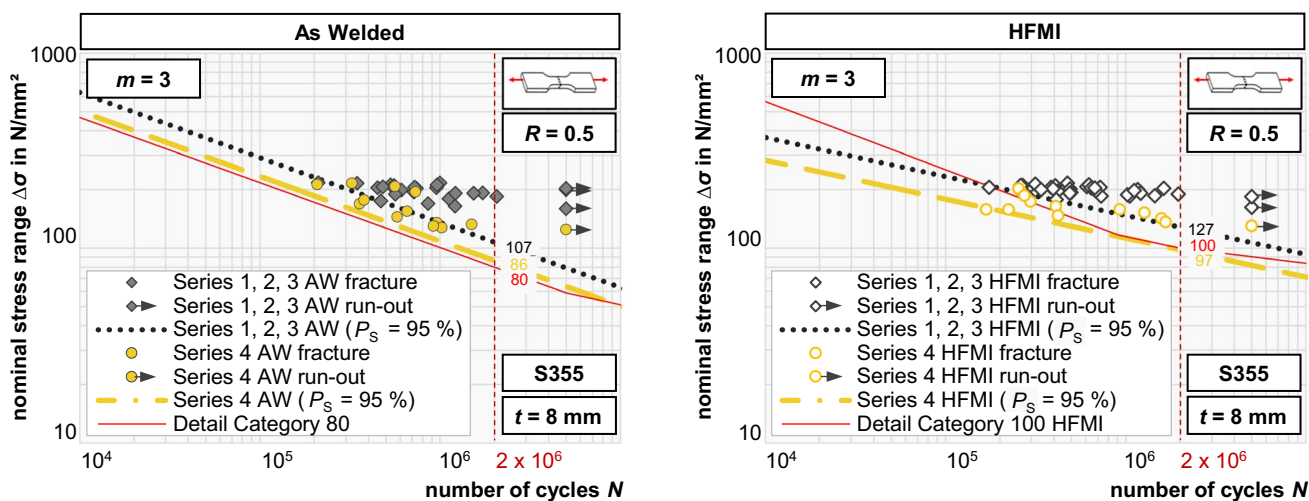 As Welded
nominal stress range Δσ in N/mm²
1000
100
10
m = 3
R = 0.5
107
86
80
Series 1, 2, 3 AW fracture
Series 1, 2, 3 AW run-out
Series 1, 2, 3 AW (PS = 95 %)
Series 4 AW fracture
Series 4 AW run-out
Series 4 AW (PS = 95 %)
Detail Category 80
S355
t = 8 mm
10⁴
10⁵
10⁶
2 x 10⁶
number of cycles N
HFMI
nominal stress range Δσ in N/mm²
1000
100
10
m = 3
R = 0.5
127
100
97
Series 1, 2, 3 HFMI fracture
Series 1, 2, 3 HFMI run-out
Series 1, 2, 3 HFMI (PS = 95 %)
Series 4 HFMI fracture
Series 4 HFMI run-out
Series 4 HFMI (PS = 95 %)
Detail Category 100 HFMI
S355
t = 8 mm
10⁴
10⁵
10⁶
2 x 10⁶
number of cycles N